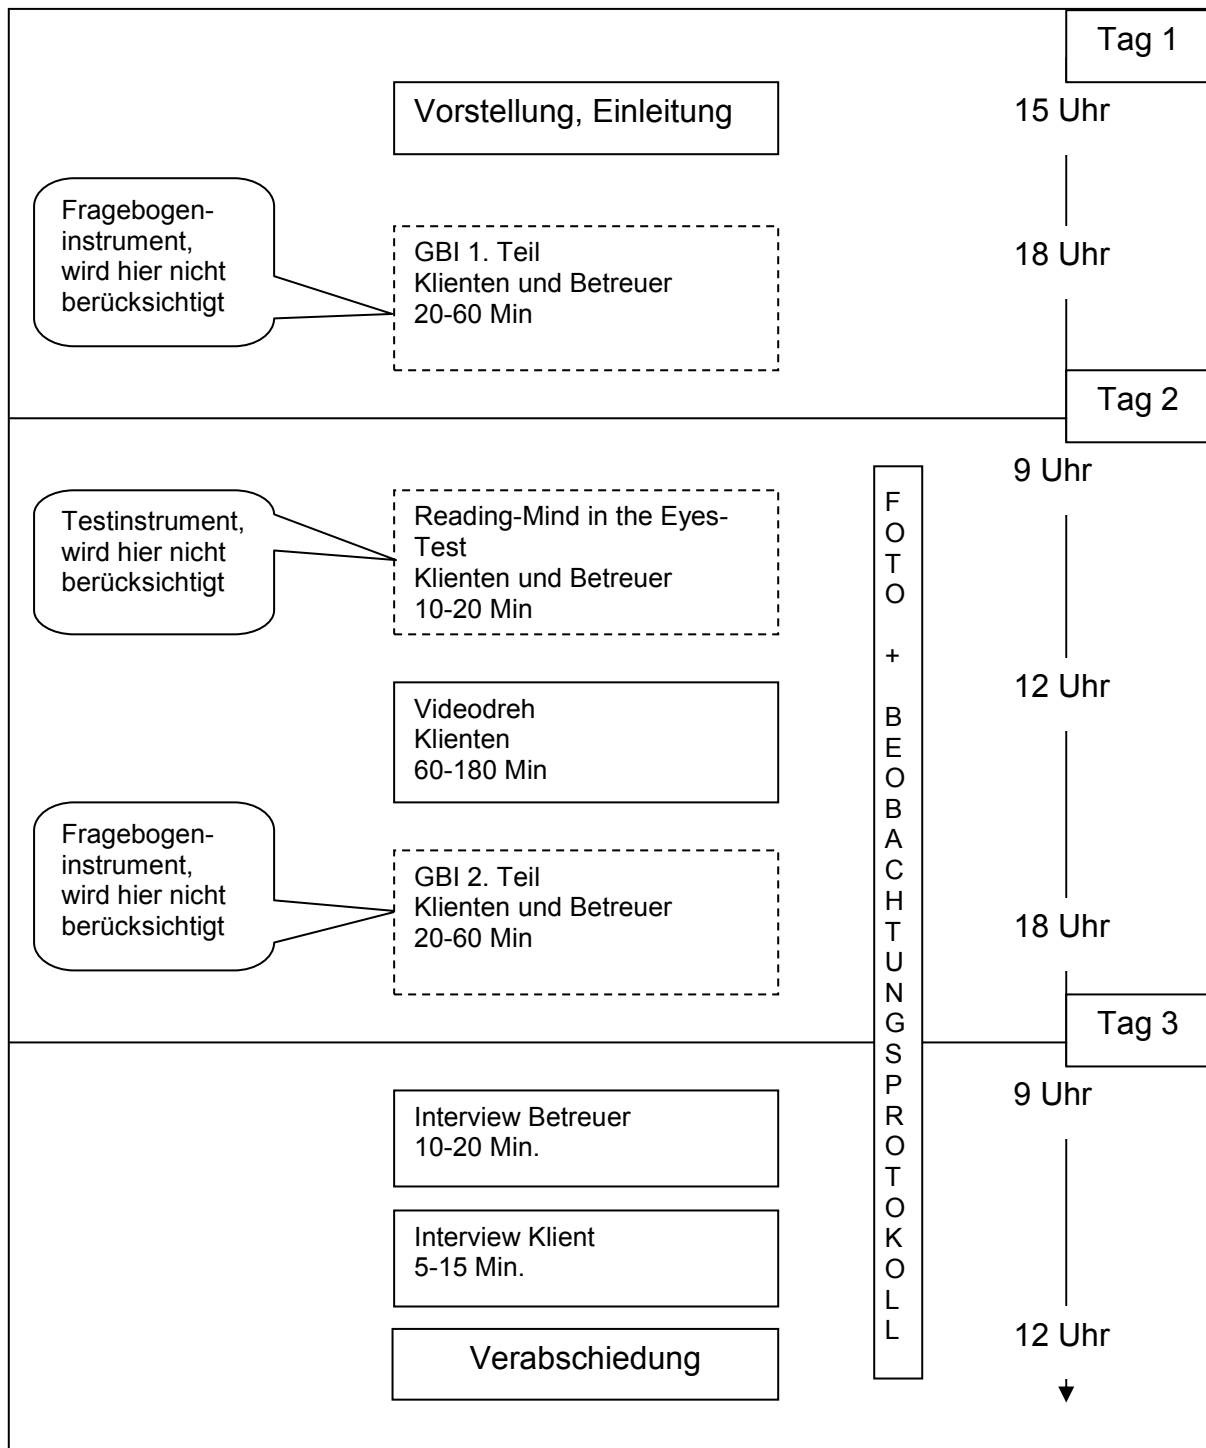 Tag 1
Vorstellung, Einleitung
15 Uhr
Fragebogen-
instrument,
wird hier nicht
berücksichtigt
GBI 1. Teil
Klienten und Betreuer
20-60 Min
18 Uhr
Tag 2
9 Uhr
Testinstrument,
wird hier nicht
berücksichtigt
Reading-Mind in the Eyes-
Test
Klienten und Betreuer
10-20 Min
FOTO + BEOBACHTUNGSPROTOKOLL
12 Uhr
Videodreh
Klienten
60-180 Min
Fragebogen-
instrument,
wird hier nicht
berücksichtigt
GBI 2. Teil
Klienten und Betreuer
20-60 Min
18 Uhr
Tag 3
9 Uhr
Interview Betreuer
10-20 Min.
Interview Klient
5-15 Min.
12 Uhr
Verabschiedung